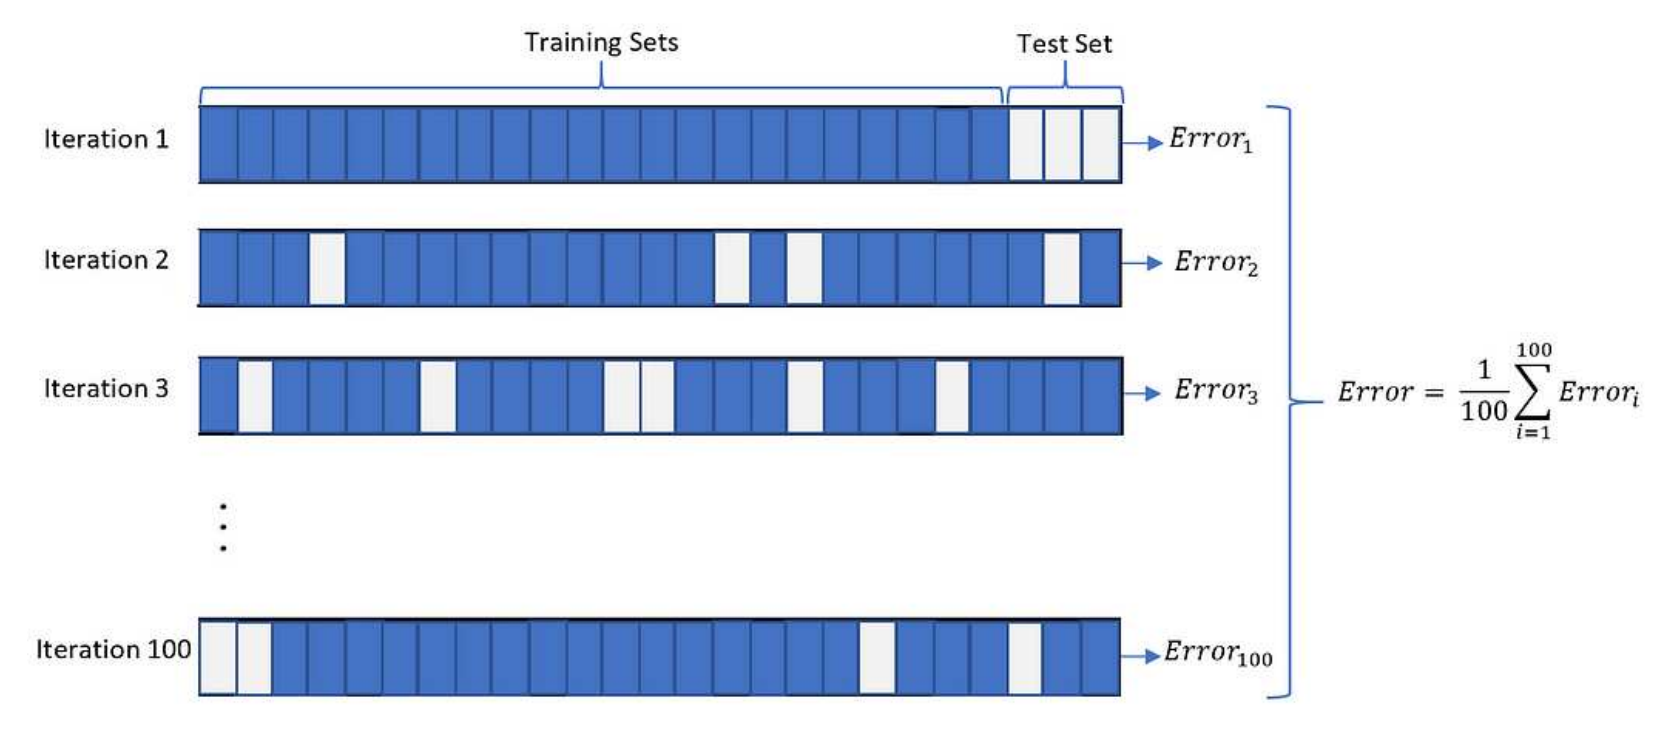 Training Sets
Test Set
Iteration 1
Error₁
Iteration 2
Error₂
Iteration 3
Error₃
Error = 1/100 ∑_{i=1}^{100} Errorᵢ
⋮
Iteration 100
Error₁₀₀